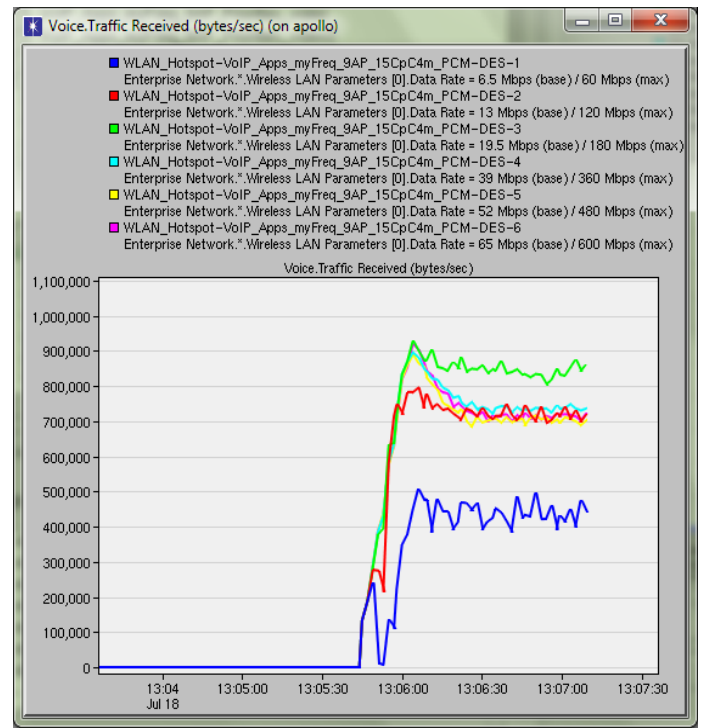 Voice.Traffic Received (bytes/sec) (on apollo)
WLAN_Hotspot-VoIP_Apps_myFreq_9AP_15CpC4m_PCM-DES-1
Enterprise Network.*.Wireless LAN Parameters [0].Data Rate = 6.5 Mbps (base) / 60 Mbps (max)
WLAN_Hotspot-VoIP_Apps_myFreq_9AP_15CpC4m_PCM-DES-2
Enterprise Network.*.Wireless LAN Parameters [0].Data Rate = 13 Mbps (base) / 120 Mbps (max)
WLAN_Hotspot-VoIP_Apps_myFreq_9AP_15CpC4m_PCM-DES-3
Enterprise Network.*.Wireless LAN Parameters [0].Data Rate = 19.5 Mbps (base) / 180 Mbps (max)
WLAN_Hotspot-VoIP_Apps_myFreq_9AP_15CpC4m_PCM-DES-4
Enterprise Network.*.Wireless LAN Parameters [0].Data Rate = 39 Mbps (base) / 360 Mbps (max)
WLAN_Hotspot-VoIP_Apps_myFreq_9AP_15CpC4m_PCM-DES-5
Enterprise Network.*.Wireless LAN Parameters [0].Data Rate = 52 Mbps (base) / 480 Mbps (max)
WLAN_Hotspot-VoIP_Apps_myFreq_9AP_15CpC4m_PCM-DES-6
Enterprise Network.*.Wireless LAN Parameters [0].Data Rate = 65 Mbps (base) / 600 Mbps (max)
Voice.Traffic Received (bytes/sec)
1,100,000
1,000,000
900,000
800,000
700,000
600,000
500,000
400,000
300,000
200,000
100,000
0
13:04 13:05:00 13:05:30 13:06:00 13:06:30 13:07:00 13:07:30
Jul 18